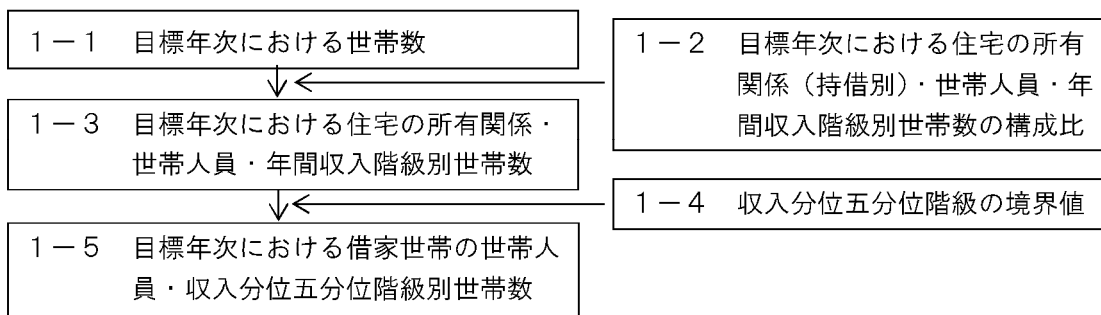 １－１　目標年次における世帯数
１－２　目標年次における住宅の所有
関係（持借別）・世帯人員・年
間収入階級別世帯数の構成比
１－３　目標年次における住宅の所有関係・
世帯人員・年間収入階級別世帯数
１－４　収入分位五分位階級の境界値
１－５　目標年次における借家世帯の世帯人
員・収入分位五分位階級別世帯数